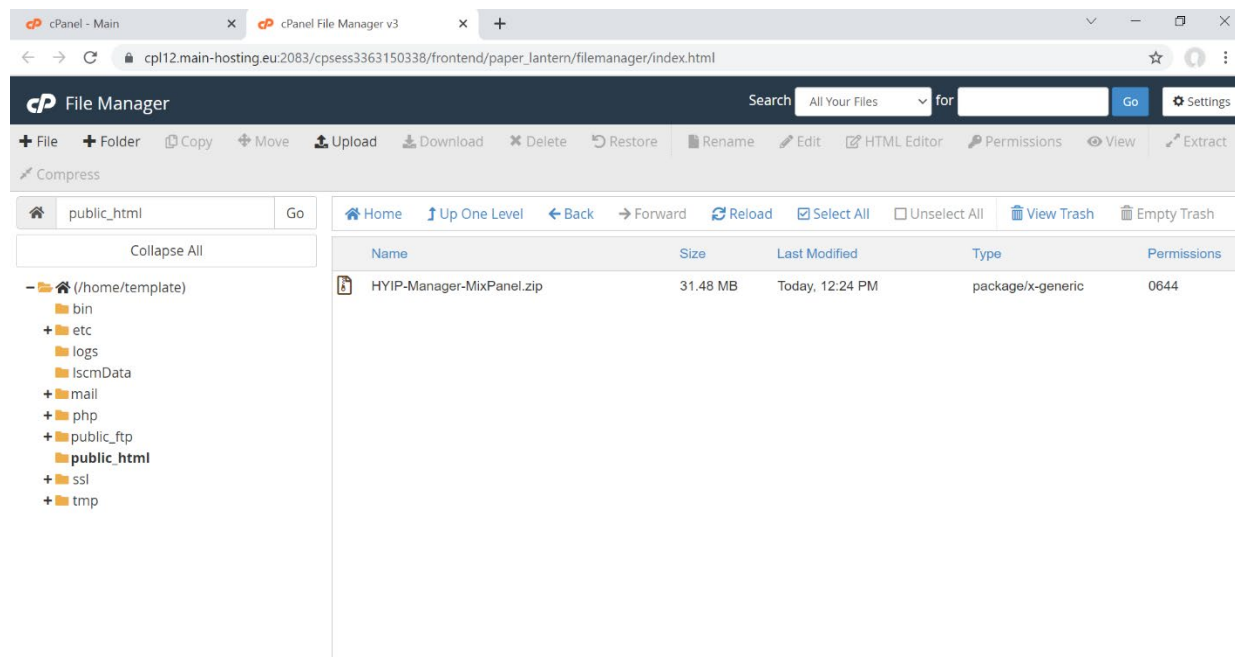 cPanel - Main
cPanel File Manager v3
cpl12.main-hosting.eu:2083/cpsess3363150338/frontend/paper_lantern/filemanager/index.html
cP File Manager
Search All Your Files for Go Settings
File Folder Copy Move Upload Download Delete Restore Rename Edit HTML Editor Permissions View Extract
Compress
public_html Go
Home Up One Level Back Forward Reload Select All Unselect All View Trash Empty Trash
Collapse All
Name Size Last Modified Type Permissions
(/home/template)
HYIP-Manager-MixPanel.zip 31.48 MB Today, 12:24 PM package/x-generic 0644
bin
etc
logs
lscmData
mail
php
public_ftp
public_html
ssl
tmp